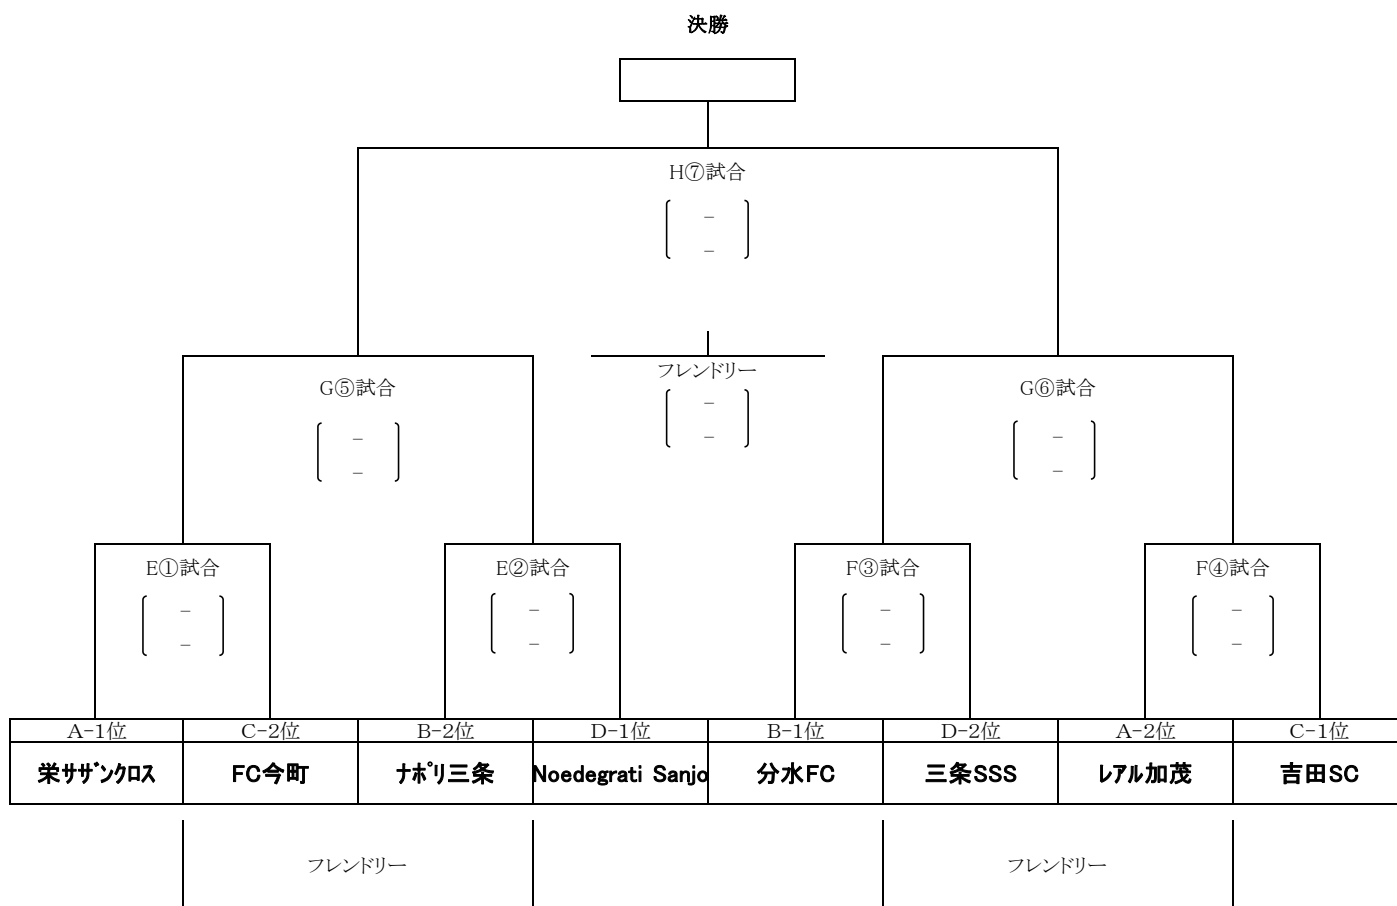 決勝
H⑦試合
-
-
フレンドリー
-
-
G⑤試合
-
-
G⑥試合
-
-
E①試合
-
-
E②試合
-
-
F③試合
-
-
F④試合
-
-
A-1位 C-2位 B-2位 D-1位 B-1位 D-2位 A-2位 C-1位
栄ｻｻﾞﾝｸﾛｽ FC今町 ﾅﾎﾟﾘ三条 Noedegrati Sanjo 分水FC 三条SSS ﾚｱﾙ加茂 吉田SC
フレンドリー フレンドリー